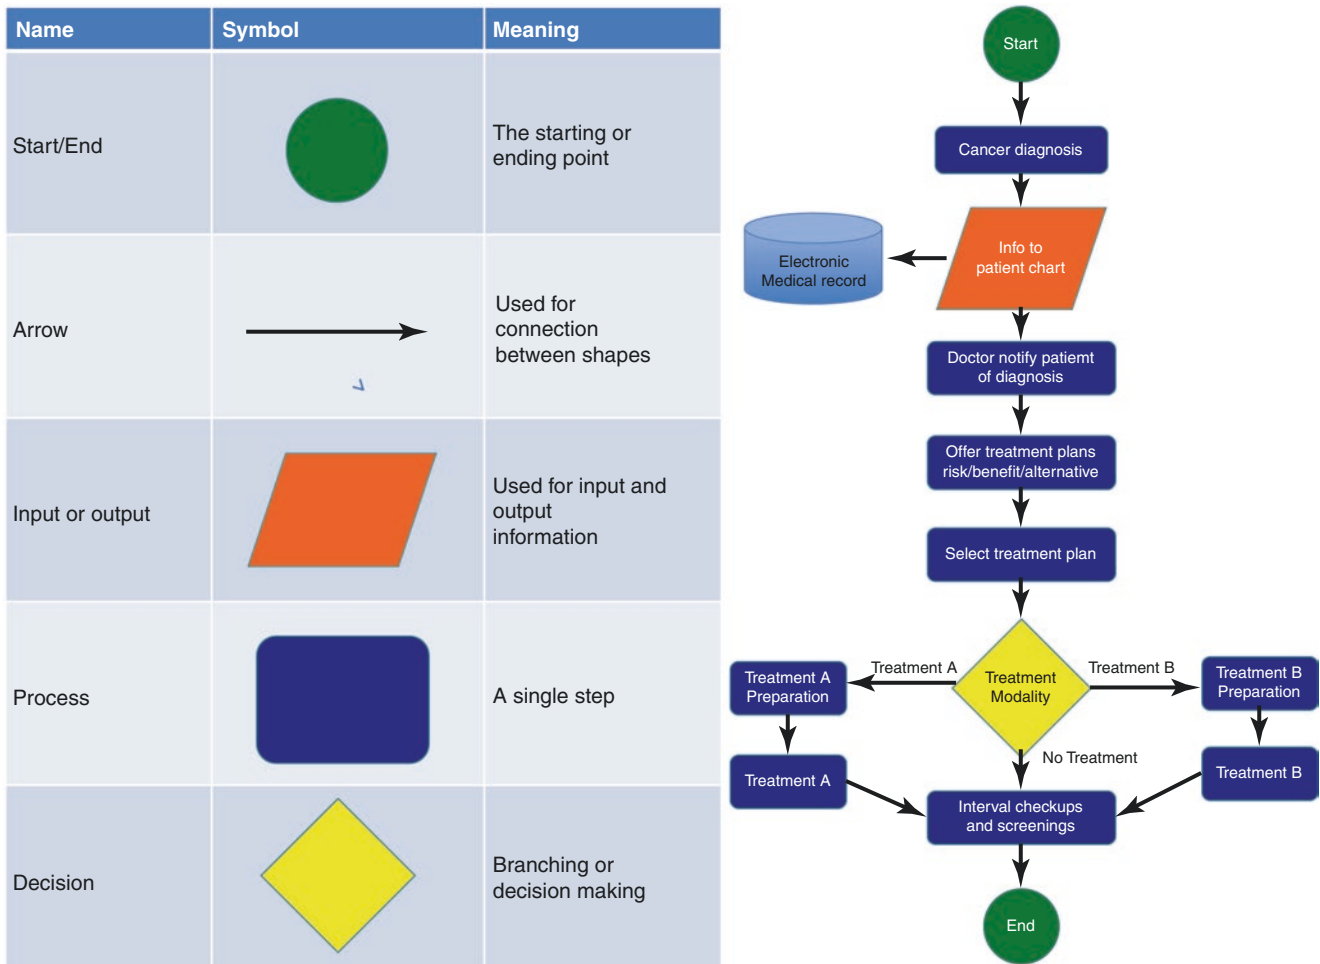 Name
Symbol
Meaning
Start/End
The starting or
ending point
Arrow
Used for
connection
between shapes
Input or output
Used for input and
output
information
Process
A single step
Decision
Branching or
decision making
Start
Cancer diagnosis
Info to
patient chart
Electronic
Medical record
Doctor notify patiemt
of diagnosis
Offer treatment plans
risk/benefit/alternative
Select treatment plan
Treatment
Modality
Treatment A
Treatment A
Preparation
Treatment A
Treatment B
Treatment B
Preparation
Treatment B
No Treatment
Interval checkups
and screenings
End